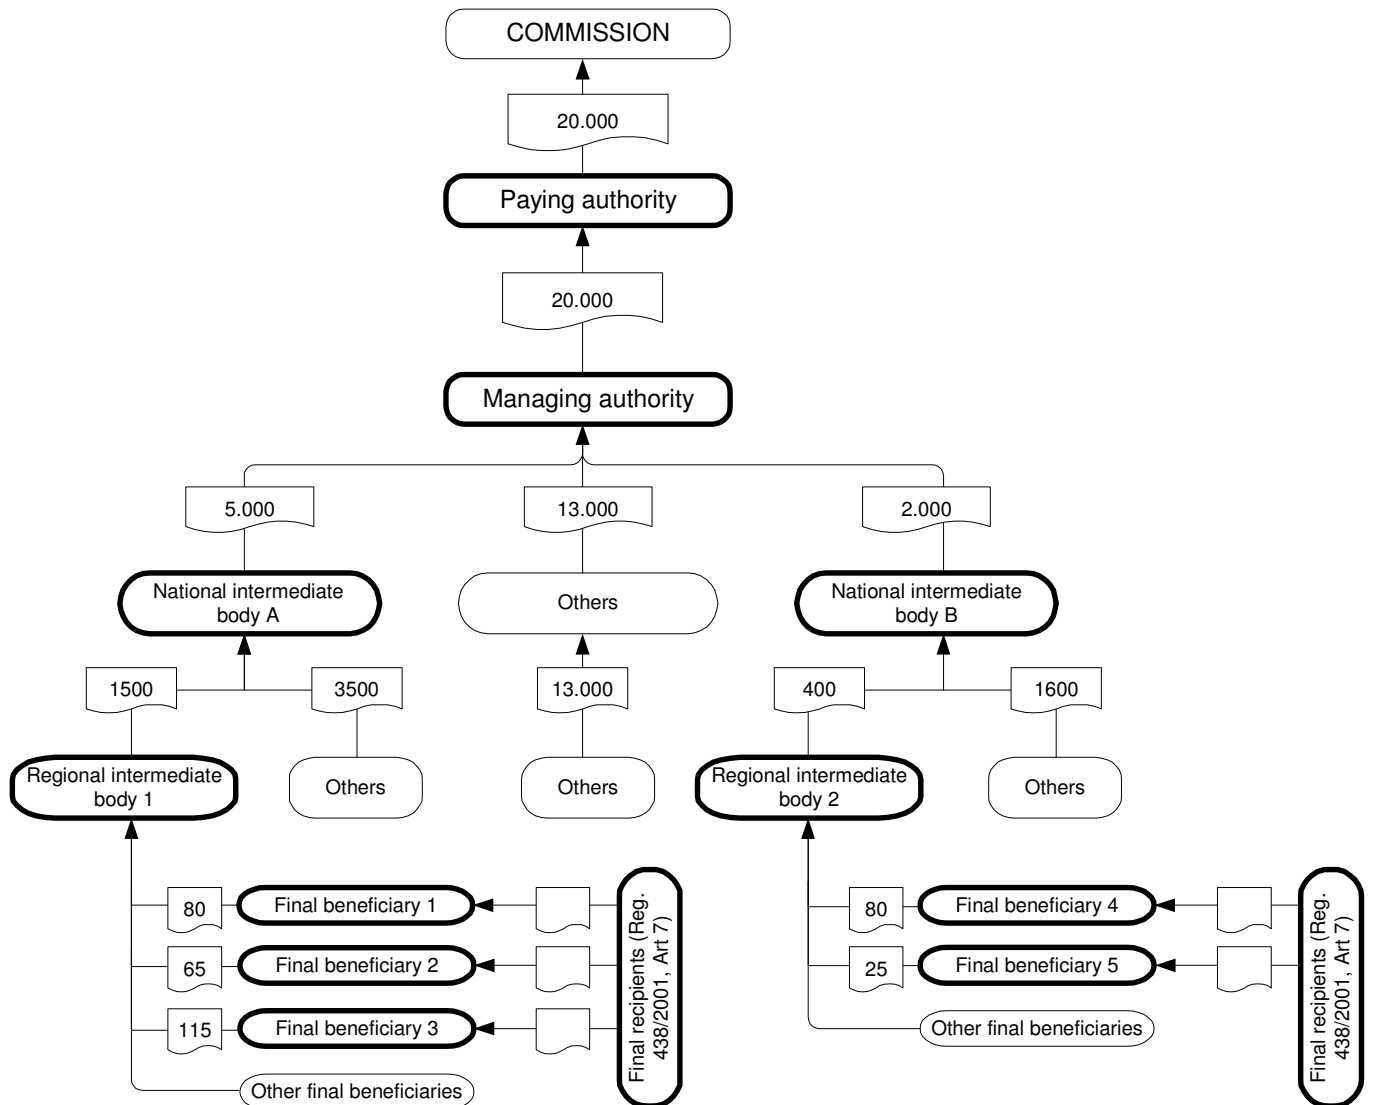 COMMISSION
20.000
Paying authority
20.000
Managing authority
5.000
13.000
2.000
National intermediate
body A
Others
National intermediate
body B
1500
3500
13.000
400
1600
Regional intermediate
body 1
Others
Others
Regional intermediate
body 2
Others
80
Final beneficiary 1
65
Final beneficiary 2
115
Final beneficiary 3
Other final beneficiaries
Final recipients (Reg.
438/2001, Art 7)
80
Final beneficiary 4
25
Final beneficiary 5
Other final beneficiaries
Final recipients (Reg.
438/2001, Art 7)